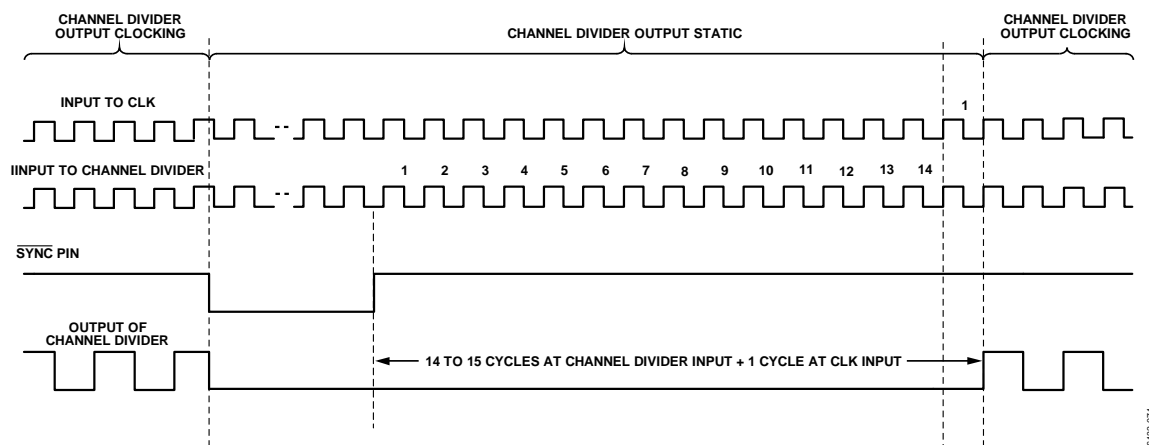 CHANNEL DIVIDER
OUTPUT CLOCKING
CHANNEL DIVIDER OUTPUT STATIC
CHANNEL DIVIDER
OUTPUT CLOCKING
INPUT TO CLK
1
IINPUT TO CHANNEL DIVIDER
1 2 3 4 5 6 7 8 9 10 11 12 13 14
SYNC PIN
OUTPUT OF
CHANNEL DIVIDER
14 TO 15 CYCLES AT CHANNEL DIVIDER INPUT + 1 CYCLE AT CLK INPUT